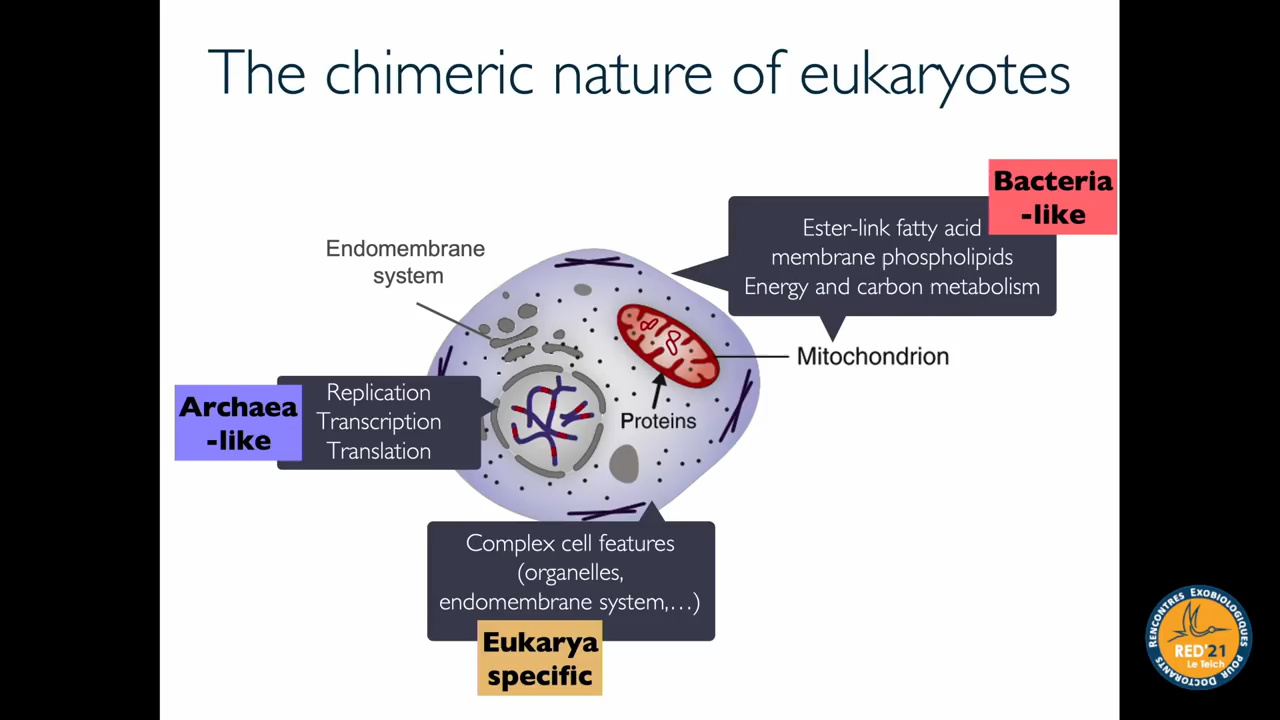 The chimeric nature of eukaryotes
Bacteria
-like
Ester-link fatty acid
membrane phospholipids
Energy and carbon metabolism
Endomembrane
system
Mitochondrion
Archaea
-like
Replication
Transcription
Translation
Proteins
Complex cell features
(organelles,
endomembrane system,...)
Eukarya
specific
RENCONTRES EXOBIOLOGIQUES
POUR DOCTORANTS
RED'21
Le Teich